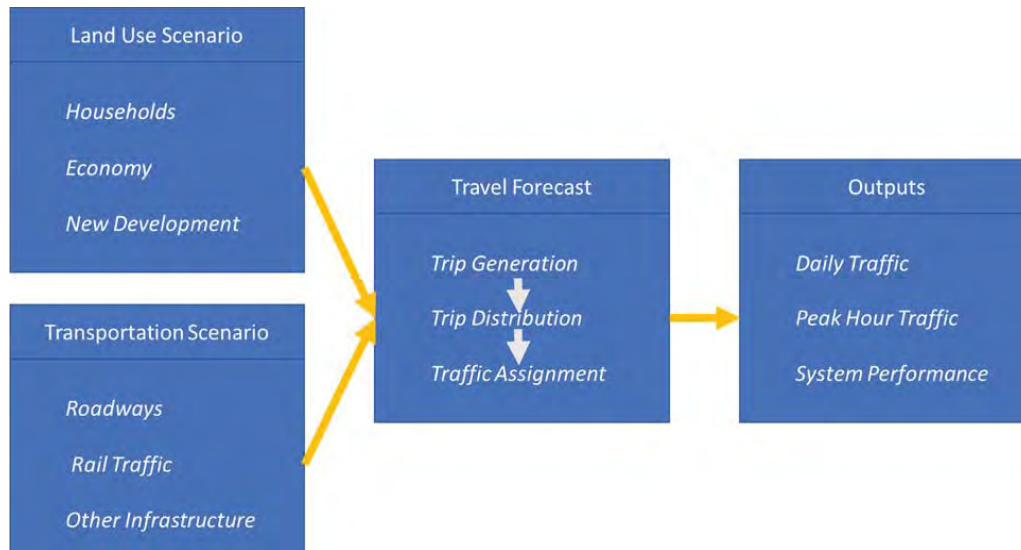 Land Use Scenario
Households
Economy
New Development
Transportation Scenario
Roadways
Rail Traffic
Other Infrastructure
Travel Forecast
Trip Generation
Trip Distribution
Traffic Assignment
Outputs
Daily Traffic
Peak Hour Traffic
System Performance